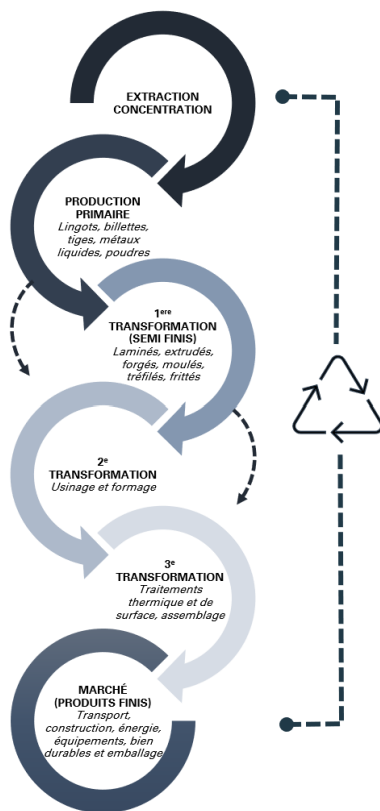 EXTRACTION
CONCENTRATION
PRODUCTION
PRIMAIRE
Lingots, billettes,
tiges, métaux
liquides, poudres
1ere
TRANSFORMATION
(SEMI FINIS)
Laminés, extrudés,
forgés, moulés,
tréfilés, frittés
2e
TRANSFORMATION
Usinage et formage
3e
TRANSFORMATION
Traitements
thermique et de
surface, assemblage
MARCHÉ
(PRODUITS FINIS)
Transport,
construction, énergie,
équipements, bien
durables et emballage